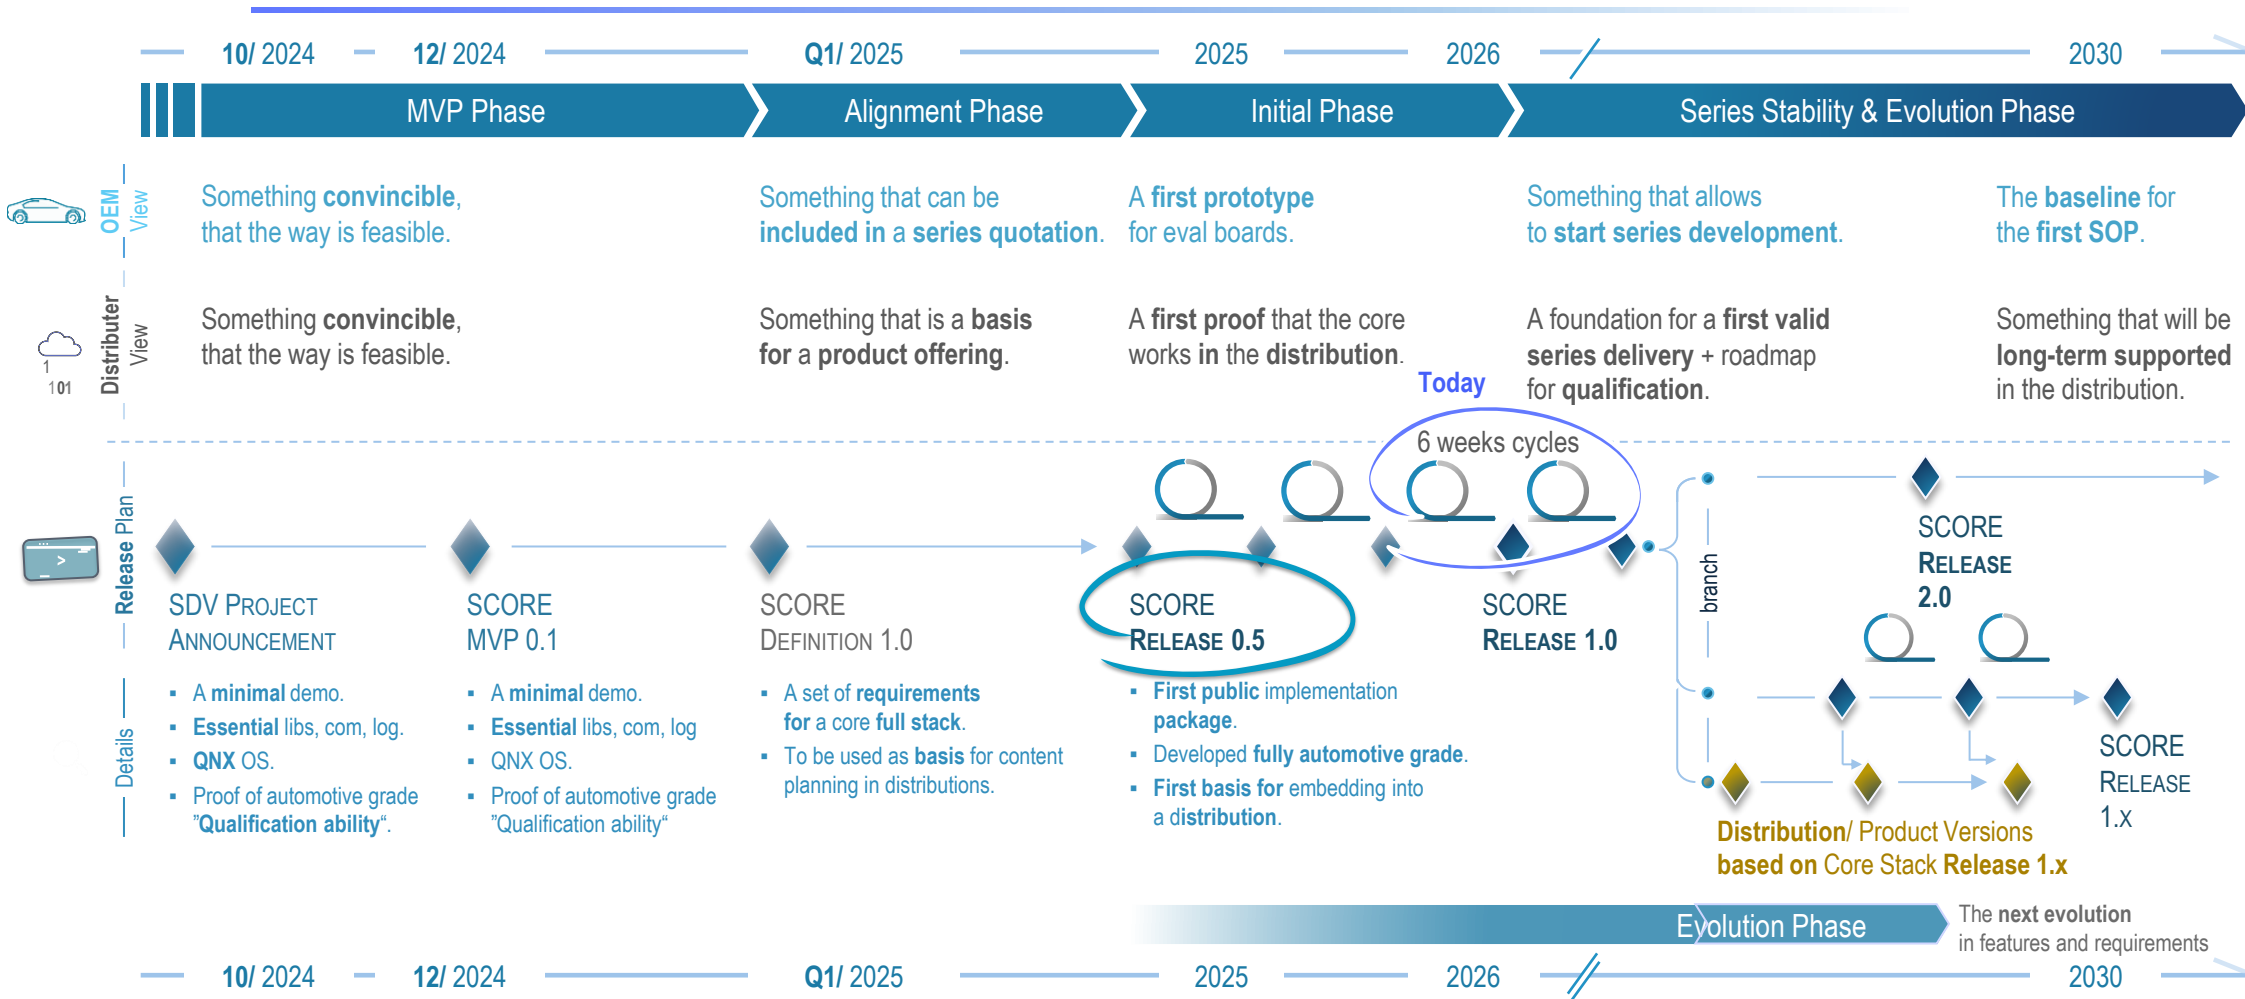 10/ 2024
12/ 2024
Q1/ 2025
2025
2026
2030
MVP Phase
Alignment Phase
Initial Phase
Series Stability & Evolution Phase
OEM
View
Something convincible,
that the way is feasible.
Something that can be
included in a series quotation.
A first prototype
for eval boards.
Something that allows
to start series development.
The baseline for
the first SOP.
1
101
Distributer
View
Something convincible,
that the way is feasible.
Something that is a basis
for a product offering.
A first proof that the core
works in the distribution.
A foundation for a first valid
series delivery + roadmap
for qualification.
Something that will be
long-term supported
in the distribution.
Today
6 weeks cycles
Release Plan
>
SDV PROJECT
ANNOUNCEMENT
SCORE
MVP 0.1
SCORE
DEFINITION 1.0
SCORE
RELEASE 0.5
SCORE
RELEASE 1.0
branch
SCORE
RELEASE
2.0
SCORE
RELEASE
1.X
Details
▪ A minimal demo.
▪ Essential libs, com, log.
▪ QNX OS.
▪ Proof of automotive grade
"Qualification ability“.
▪ A minimal demo.
▪ Essential libs, com, log
▪ QNX OS.
▪ Proof of automotive grade
"Qualification ability“
▪ A set of requirements
for a core full stack.
▪ To be used as basis for content
planning in distributions.
▪ First public implementation
package.
▪ Developed fully automotive grade.
▪ First basis for embedding into
a distribution.
Distribution/ Product Versions
based on Core Stack Release 1.x
Evolution Phase
The next evolution
in features and requirements
10/ 2024
12/ 2024
Q1/ 2025
2025
2026
2030